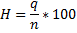 H = q/n * 100